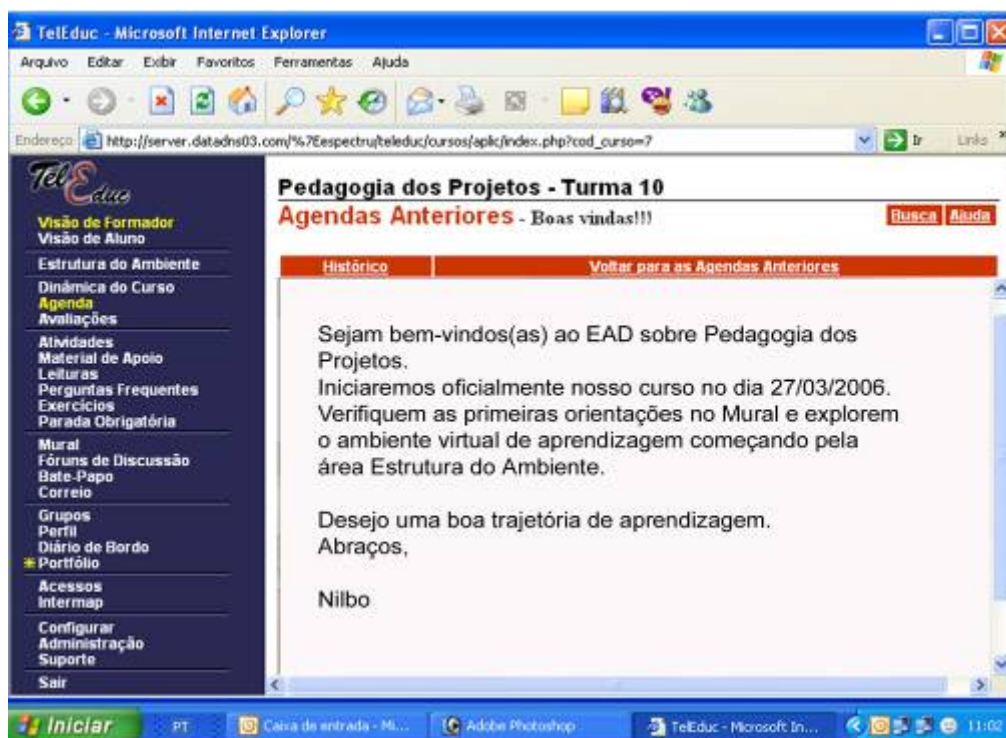 TelEduc - Microsoft Internet Explorer
Arquivo Editar Exibir Favoritos Ferramentas Ajuda
Endereço http://server.datadns03.com/%7Eespectru/teleduc/cursos/aplic/index.php?cod_curso=7 Ir Links
TelEduc
Visão de Formador
Visão de Aluno
Estrutura do Ambiente
Dinâmica do Curso
Agenda
Avaliações
Atividades
Material de Apoio
Leituras
Perguntas Frequentes
Exercícios
Parada Obrigatória
Mural
Fóruns de Discussão
Bate-Papo
Correio
Grupos
Perfil
Diário de Bordo
Portfólio
Acessos
Intermap
Configurar
Administração
Suporte
Sair
Pedagogia dos Projetos - Turma 10
Agendas Anteriores - Boas vindas!!!
Busca Ajuda
Histórico Voltar para as Agendas Anteriores
Sejam bem-vindos(as) ao EAD sobre Pedagogia dos
Projetos.
Iniciaremos oficialmente nosso curso no dia 27/03/2006.
Verifiquem as primeiras orientações no Mural e explorem
o ambiente virtual de aprendizagem começando pela
área Estrutura do Ambiente.
Desejo uma boa trajetória de aprendizagem.
Abraços,
Nilbo
Iniciar PT Caixa de entrada - Mi... Adobe Photoshop TelEduc - Microsoft In... 11:02